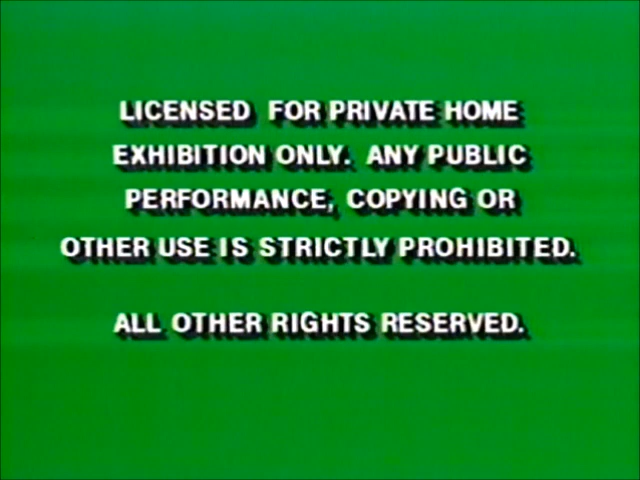 LICENSED FOR PRIVATE HOME
EXHIBITION ONLY. ANY PUBLIC
PERFORMANCE, COPYING OR
OTHER USE IS STRICTLY PROHIBITED.
ALL OTHER RIGHTS RESERVED.